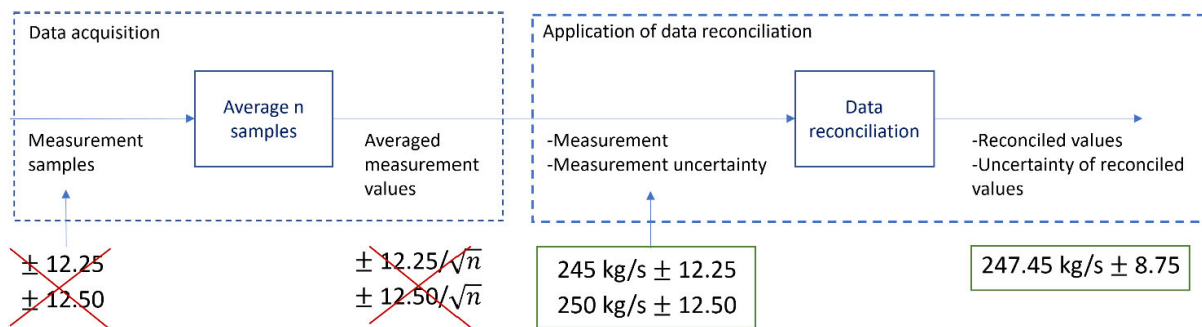 Data acquisition
Average n
samples
Measurement
samples
Averaged
measurement
values
± 12.25
± 12.50
± 12.25/√n
± 12.50/√n
Application of data reconciliation
-Measurement
-Measurement uncertainty
Data
reconciliation
-Reconciled values
-Uncertainty of reconciled
values
245 kg/s ± 12.25
250 kg/s ± 12.50
247.45 kg/s ± 8.75